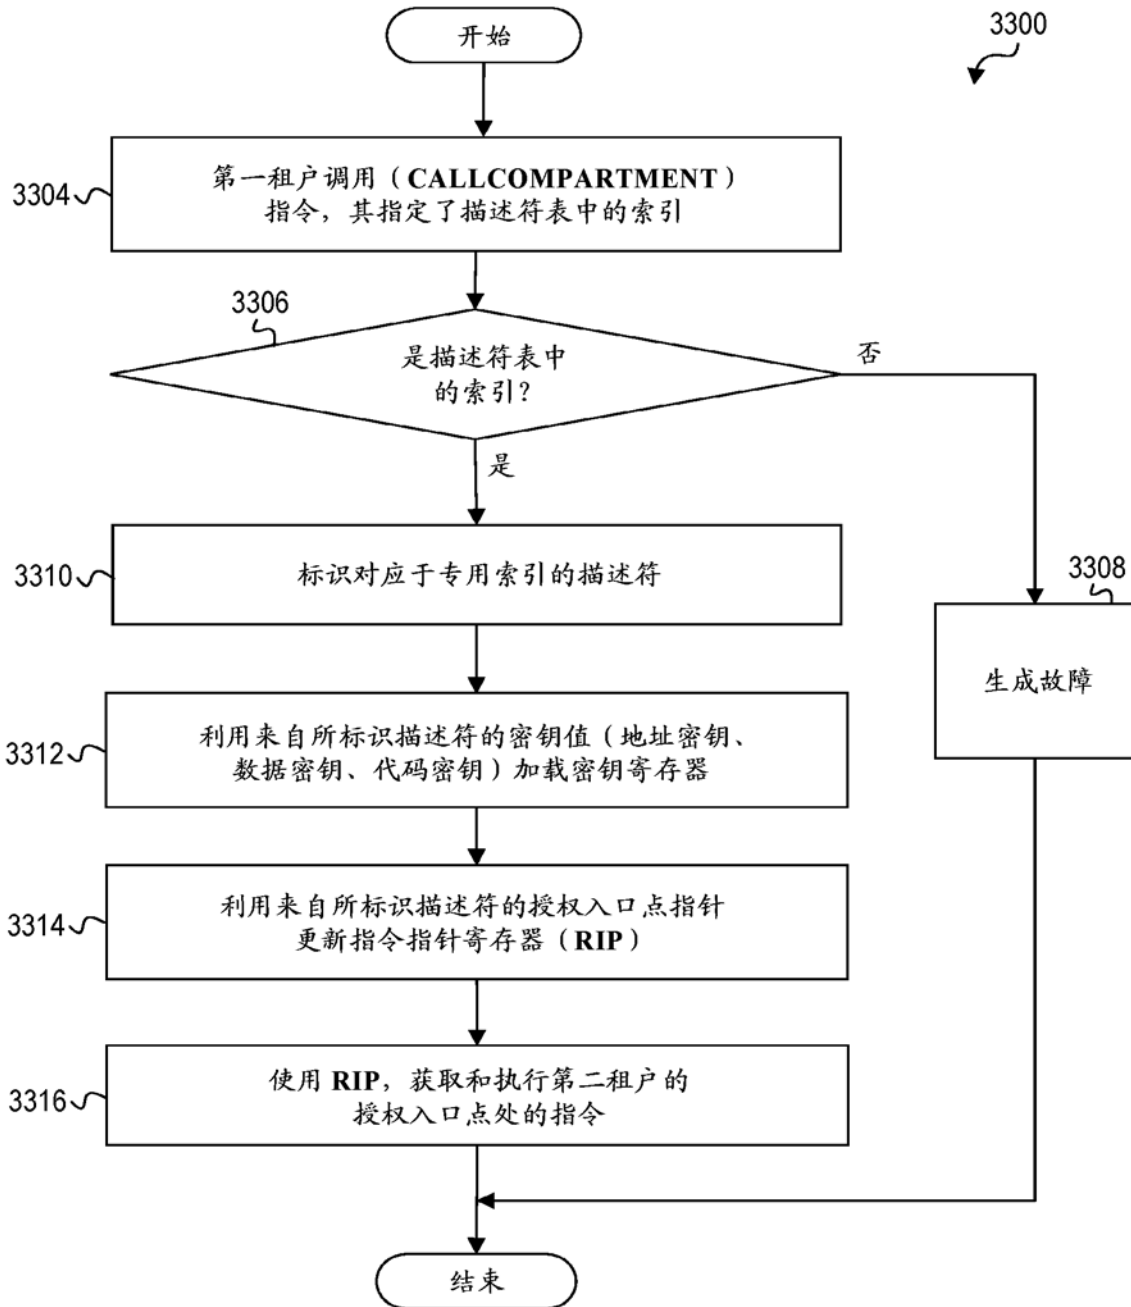 开始
3300
3304
第一租户调用（CALLCOMPARTMENT）
指令，其指定了描述符表中的索引
3306
是描述符表中
的索引？
否
是
3310
标识对应于专用索引的描述符
3308
生成故障
3312
利用来自所标识描述符的密钥值（地址密钥、
数据密钥、代码密钥）加载密钥寄存器
3314
利用来自所标识描述符的授权入口点指针
更新指令指针寄存器（RIP）
3316
使用 RIP，获取和执行第二租户的
授权入口点处的指令
结束